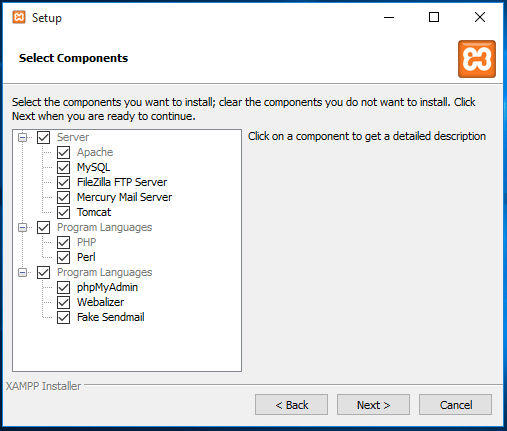 Setup
Select Components
Select the components you want to install; clear the components you do not want to install. Click
Next when you are ready to continue.
Server
Apache
MySQL
FileZilla FTP Server
Mercury Mail Server
Tomcat
Program Languages
PHP
Perl
Program Languages
phpMyAdmin
Webalizer
Fake Sendmail
Click on a component to get a detailed description
XAMPP Installer
< Back
Next >
Cancel